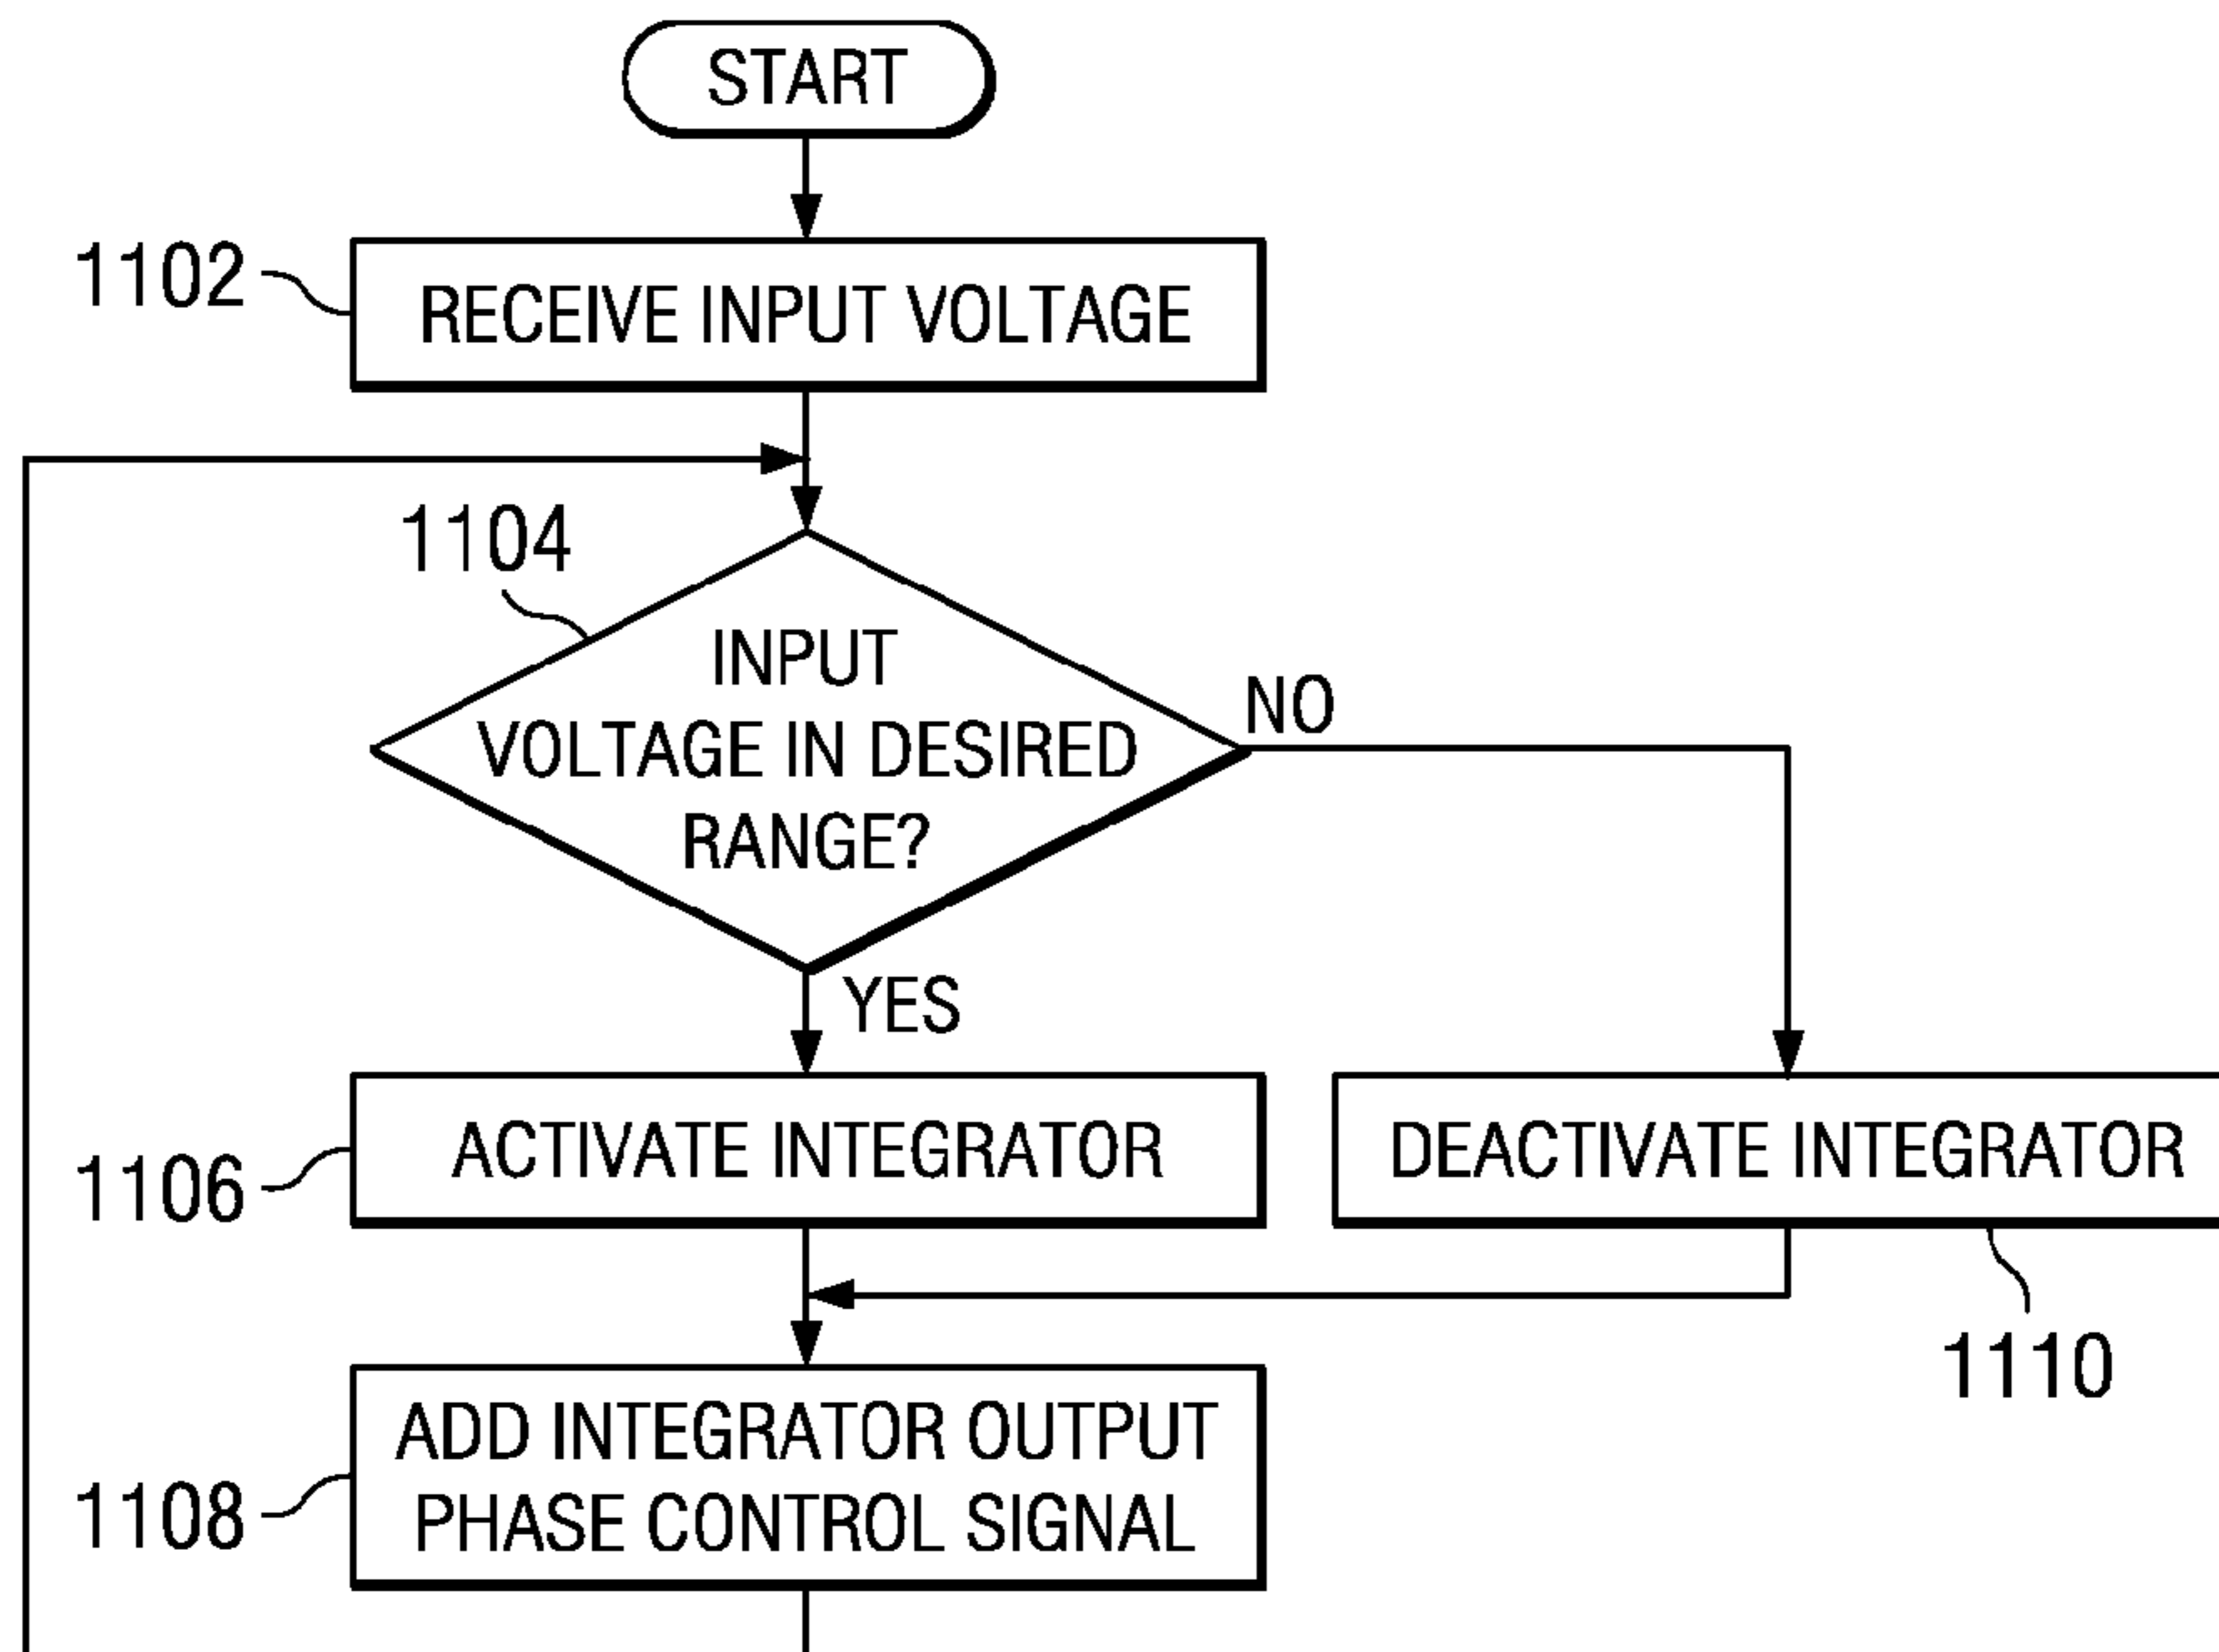 START
1102
RECEIVE INPUT VOLTAGE
1104
INPUT
VOLTAGE IN DESIRED
RANGE?
NO
YES
1106
ACTIVATE INTEGRATOR
DEACTIVATE INTEGRATOR
1110
1108
ADD INTEGRATOR OUTPUT
PHASE CONTROL SIGNAL